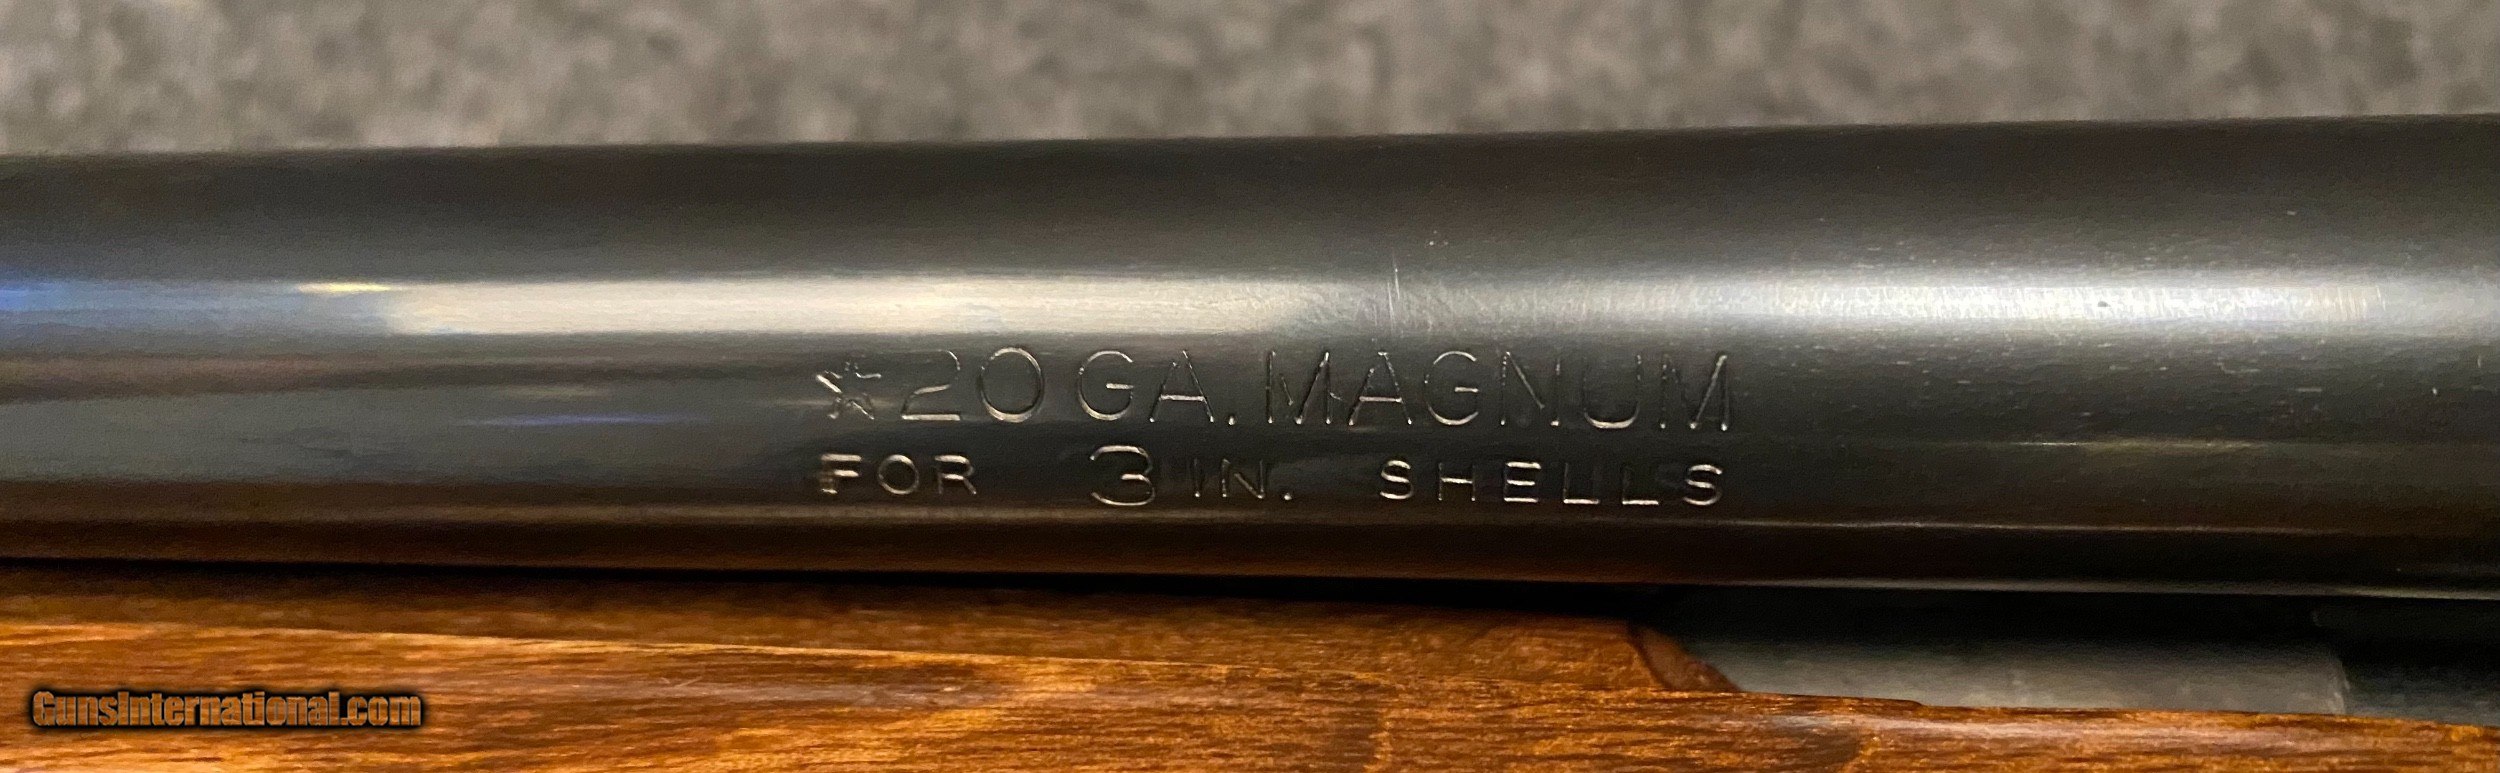 *20 GA. MAGNUM
FOR 3 IN. SHELLS
GunsInternational.com